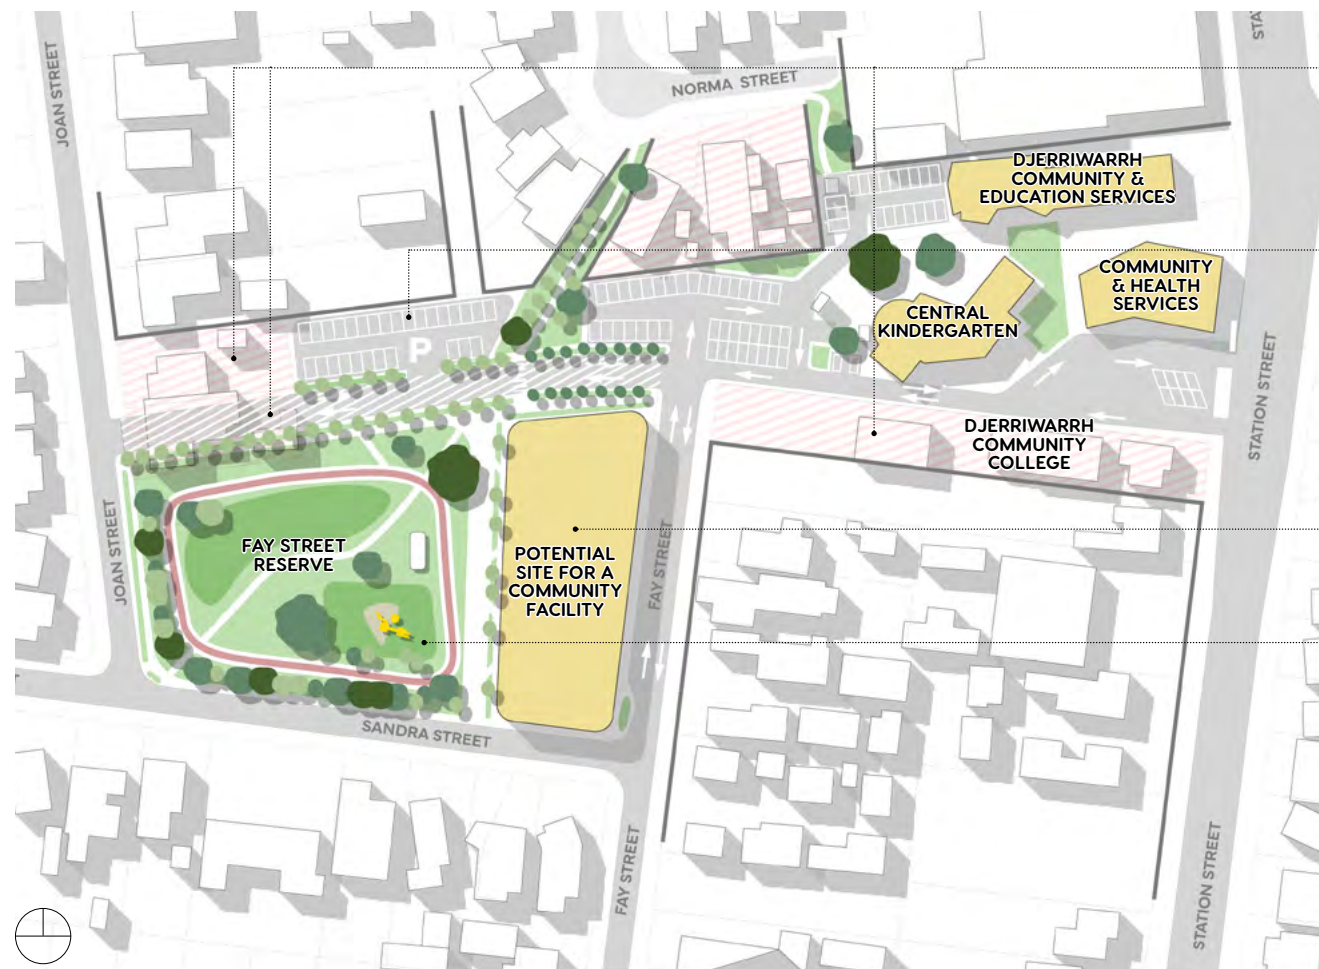 JOAN STREET
NORMA STREET
STA
DJERRIWARRH
COMMUNITY &
EDUCATION SERVICES
COMMUNITY
& HEALTH
SERVICES
CENTRAL
KINDERGARTEN
P
STATION STREET
DJERRIWARRH
COMMUNITY
COLLEGE
JOAN STREET
FAY STREET
RESERVE
POTENTIAL
SITE FOR A
COMMUNITY
FACILITY
FAY STREET
SANDRA STREET
FAY STREET
STATION STREET